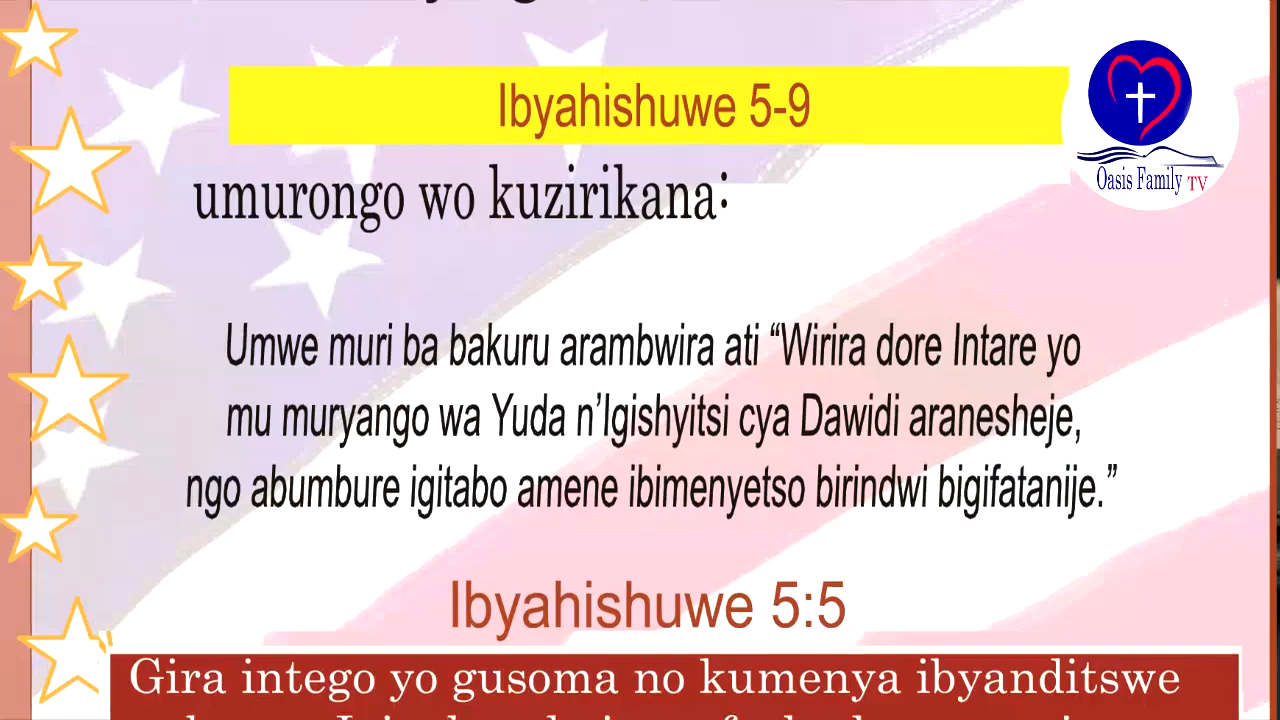 Ibyahishuwe 5-9
Oasis Family TV
umurongo wo kuzirikana:
Umwe muri ba bakuru arambwira ati “Wirira dore Intare yo
mu muryango wa Yuda n’Igishyitsi cya Dawidi aranesheje,
ngo abumbure igitabo amene ibimenyetso birindwi bigifatanije.”
Ibyahishuwe 5:5
Gira intego yo gusoma no kumenya ibyanditswe